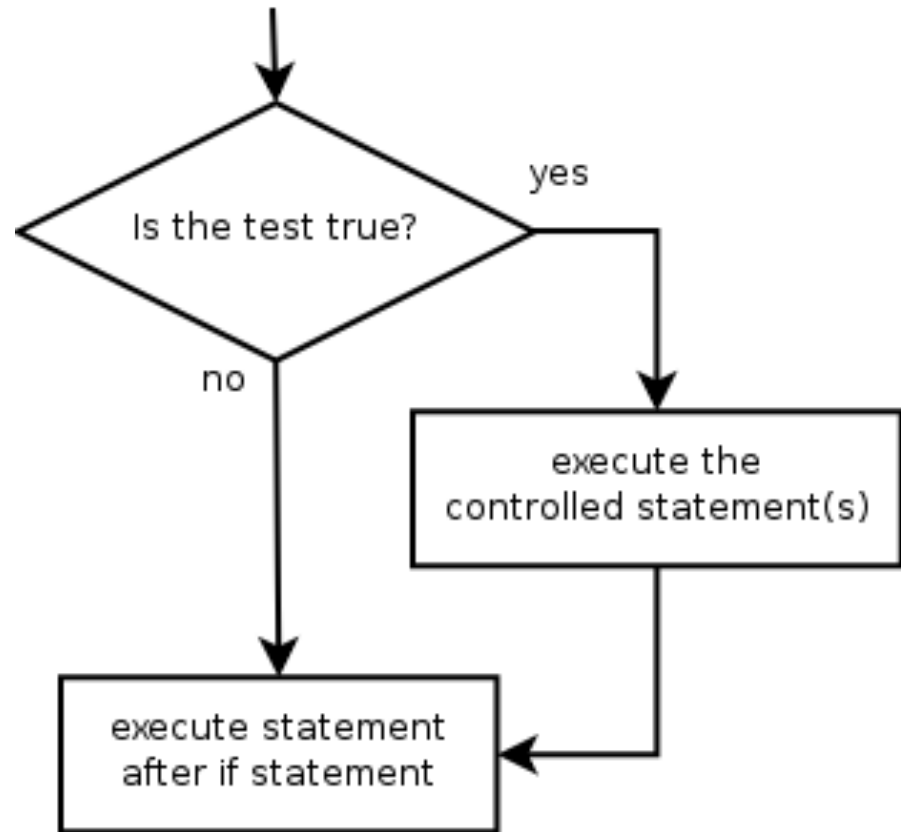 Is the test true?
yes
no
execute the
controlled statement(s)
execute statement
after if statement